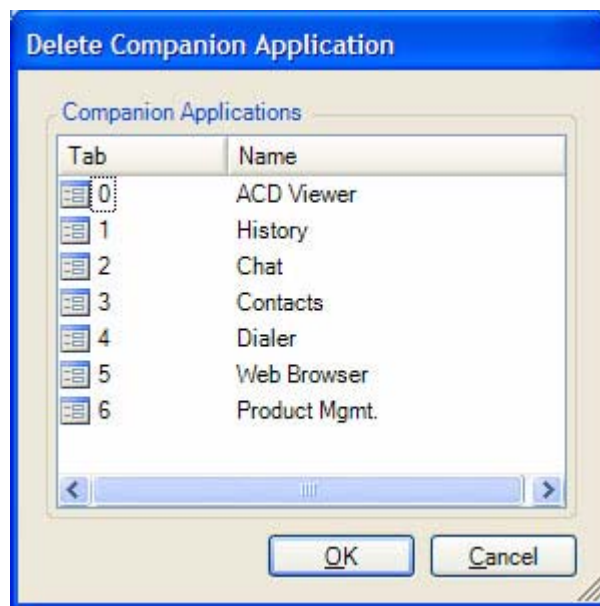 Delete Companion Application
Companion Applications
Tab Name
0 ACD Viewer
1 History
2 Chat
3 Contacts
4 Dialer
5 Web Browser
6 Product Mgmt.
OK Cancel